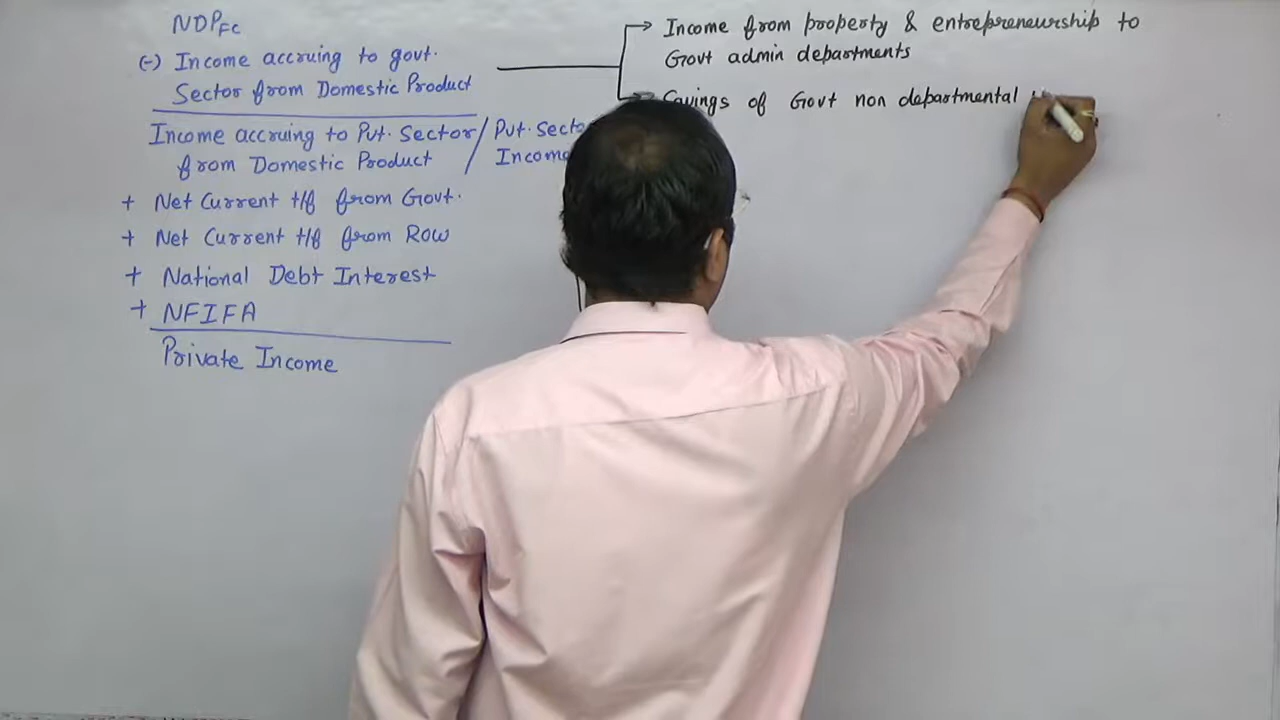 NDPFC
(-) Income accruing to govt.
Sector from Domestic Product
Income accruing to Put. Sector / Put. Secto
from Domestic Product / Income
+ Net Current t/f from Govt.
+ Net Current t/f from ROW
+ National Debt Interest
+ NFIFA
Private Income
Income from property & entrepreneurship to
Govt admin departments
Savings of Govt non departmental